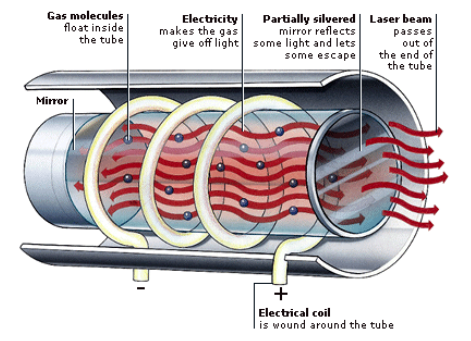 Gas molecules
float inside
the tube
Electricity
makes the gas
give off light
Partially silvered
mirror reflects
some light and lets
some escape
Laser beam
passes
out of
the end of
the tube
Mirror
-
+
Electrical coil
is wound around the tube